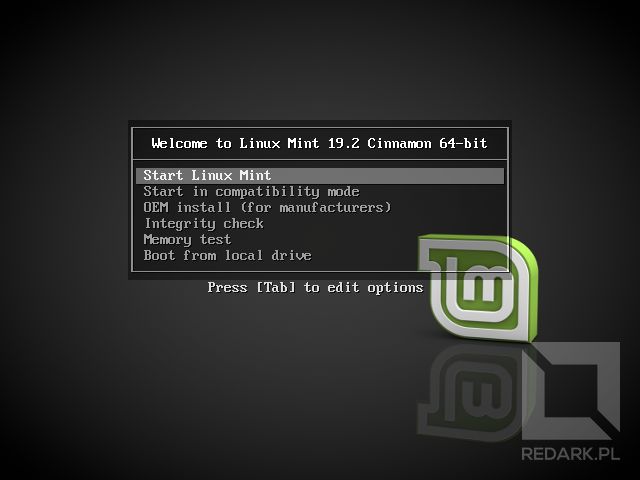 Welcome to Linux Mint 19.2 Cinnamon 64-bit
Start Linux Mint
Start in compatibility mode
OEM install (for manufacturers)
Integrity check
Memory test
Boot from local drive
Press [Tab] to edit options
lm
REDARK.PL